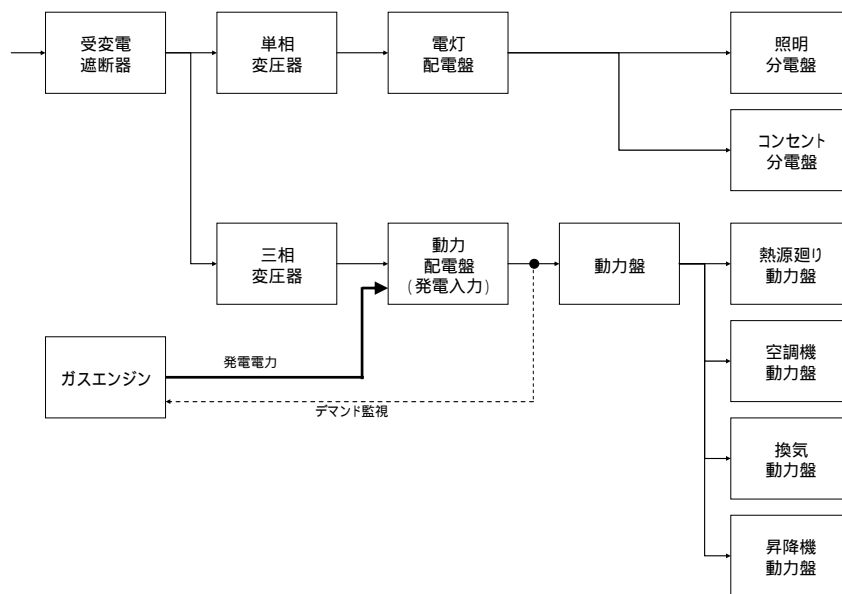 受変電
遮断器
単相
変圧器
電灯
配電盤
照明
分電盤
コンセント
分電盤
三相
変圧器
動力
配電盤
(発電入力)
動力盤
熱源廻り
動力盤
ガスエンジン
発電電力
デマンド監視
空調機
動力盤
換気
動力盤
昇降機
動力盤